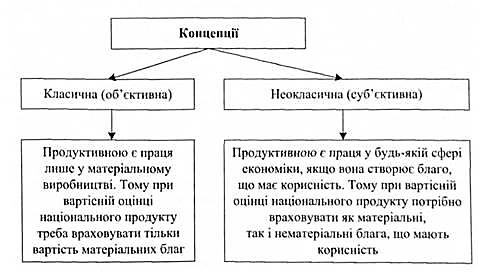 Концепції
Класична (об'єктивна)
Неокласична (суб'єктивна)
Продуктивною є праця
лише у матеріальному
виробництві. Тому при
вартісній оцінці
національного продукту
треба враховувати тільки
вартість матеріальних благ
Продуктивною є праця у будь-якій сфері
економіки, якщо вона створює благо,
що має корисність. Тому при вартісній
оцінці національного продукту потрібно
враховувати як матеріальні,
так і нематеріальні блага, що мають
корисність